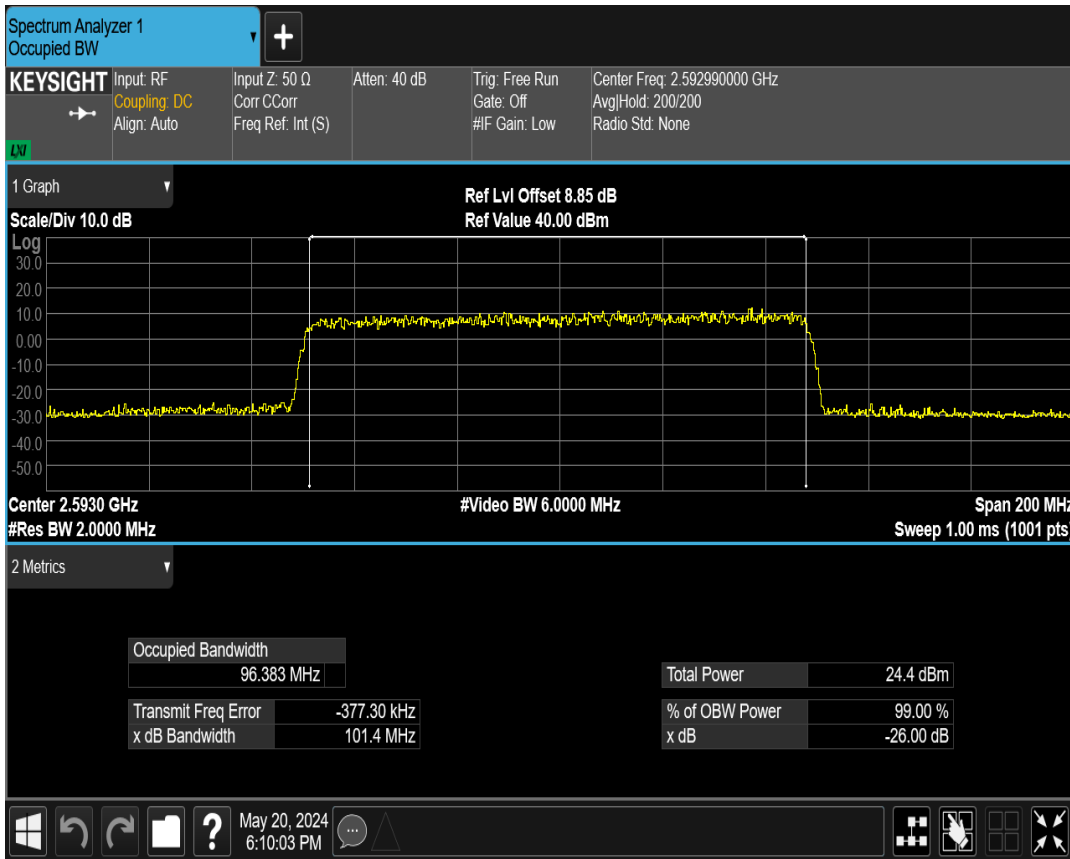 Spectrum Analyzer 1
Occupied BW
+
KEYSIGHT
LXI
Input: RF
Coupling: DC
Align: Auto
Input Z: 50 Ω
Corr CCorr
Freq Ref: Int (S)
Atten: 40 dB
Trig: Free Run
Gate: Off
#IF Gain: Low
Center Freq: 2.592990000 GHz
Avg|Hold: 200/200
Radio Std: None
1 Graph
Scale/Div 10.0 dB
Ref Lvl Offset 8.85 dB
Ref Value 40.00 dBm
Log
30.0
20.0
10.0
0.00
-10.0
-20.0
-30.0
-40.0
-50.0
Center 2.5930 GHz
#Video BW 6.0000 MHz
Span 200 MHz
#Res BW 2.0000 MHz
Sweep 1.00 ms (1001 pts)
2 Metrics
Occupied Bandwidth
96.383 MHz
Total Power 24.4 dBm
Transmit Freq Error -377.30 kHz
% of OBW Power 99.00 %
x dB Bandwidth 101.4 MHz
x dB -26.00 dB
?
May 20, 2024
6:10:03 PM